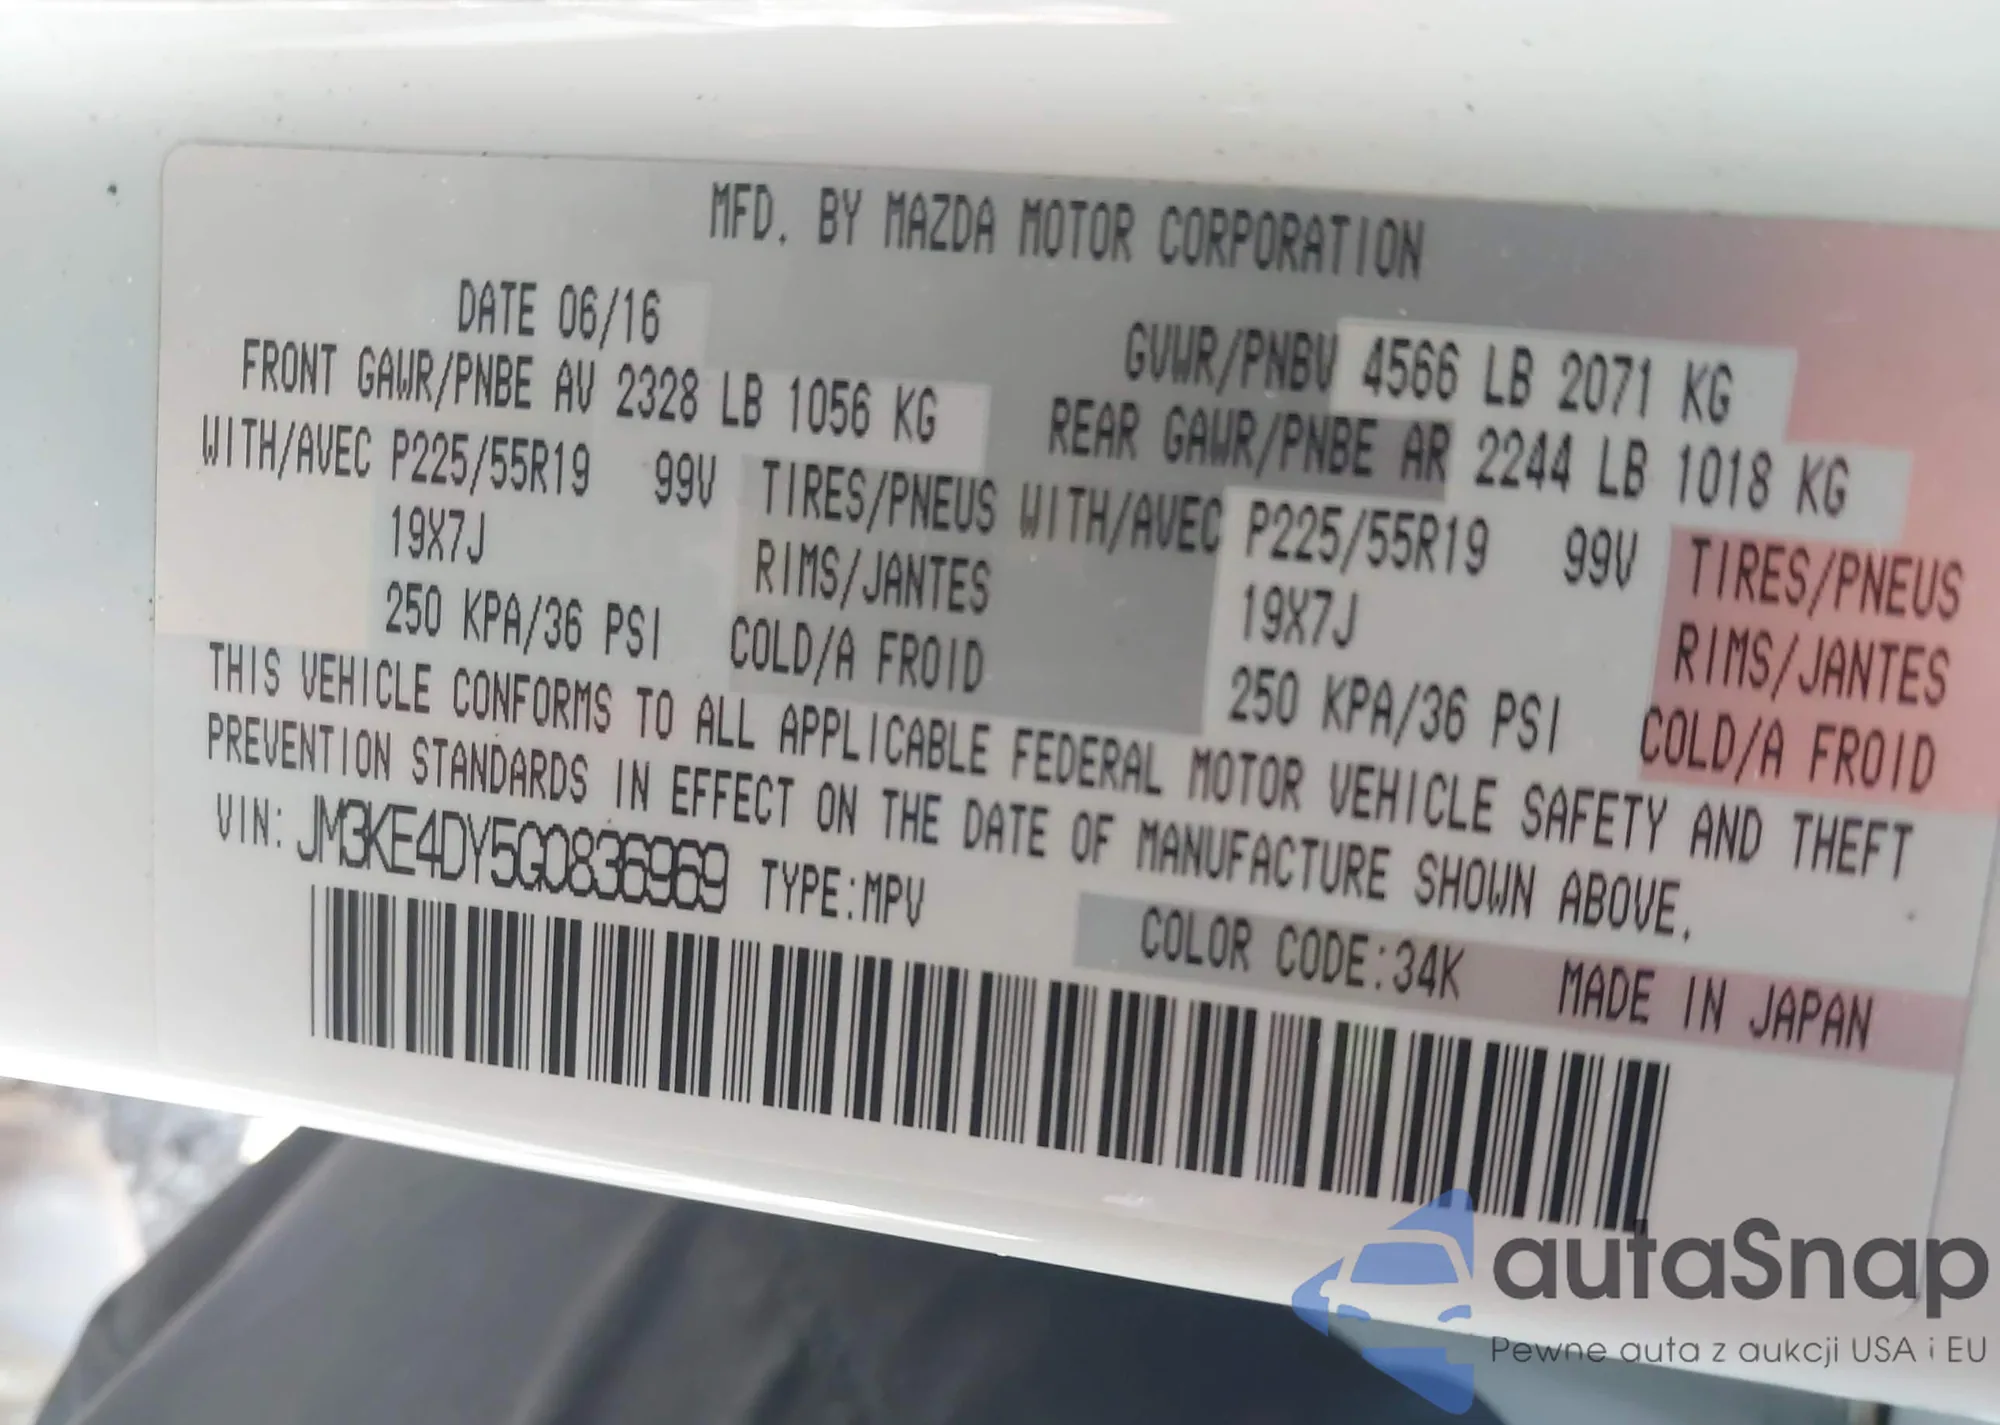 MFD. BY MAZDA MOTOR CORPORATION
DATE 06/16
GVWR/PNBV 4566 LB 2071 KG
FRONT GAWR/PNBE AV 2328 LB 1056 KG
REAR GAWR/PNBE AR 2244 LB 1018 KG
WITH/AVEC P225/55R19 99V TIRES/PNEUS WITH/AVEC P225/55R19 99V TIRES/PNEUS
19X7J RIMS/JANTES 19X7J RIMS/JANTES
250 KPA/36 PSI COLD/A FROID 250 KPA/36 PSI COLD/A FROID
THIS VEHICLE CONFORMS TO ALL APPLICABLE FEDERAL MOTOR VEHICLE SAFETY AND THEFT
PREVENTION STANDARDS IN EFFECT ON THE DATE OF MANUFACTURE SHOWN ABOVE.
VIN: JM3KE4DY5G0836969 TYPE:MPV
COLOR CODE:34K MADE IN JAPAN
autaSnap
Pewne auta z aukcji USA i EU